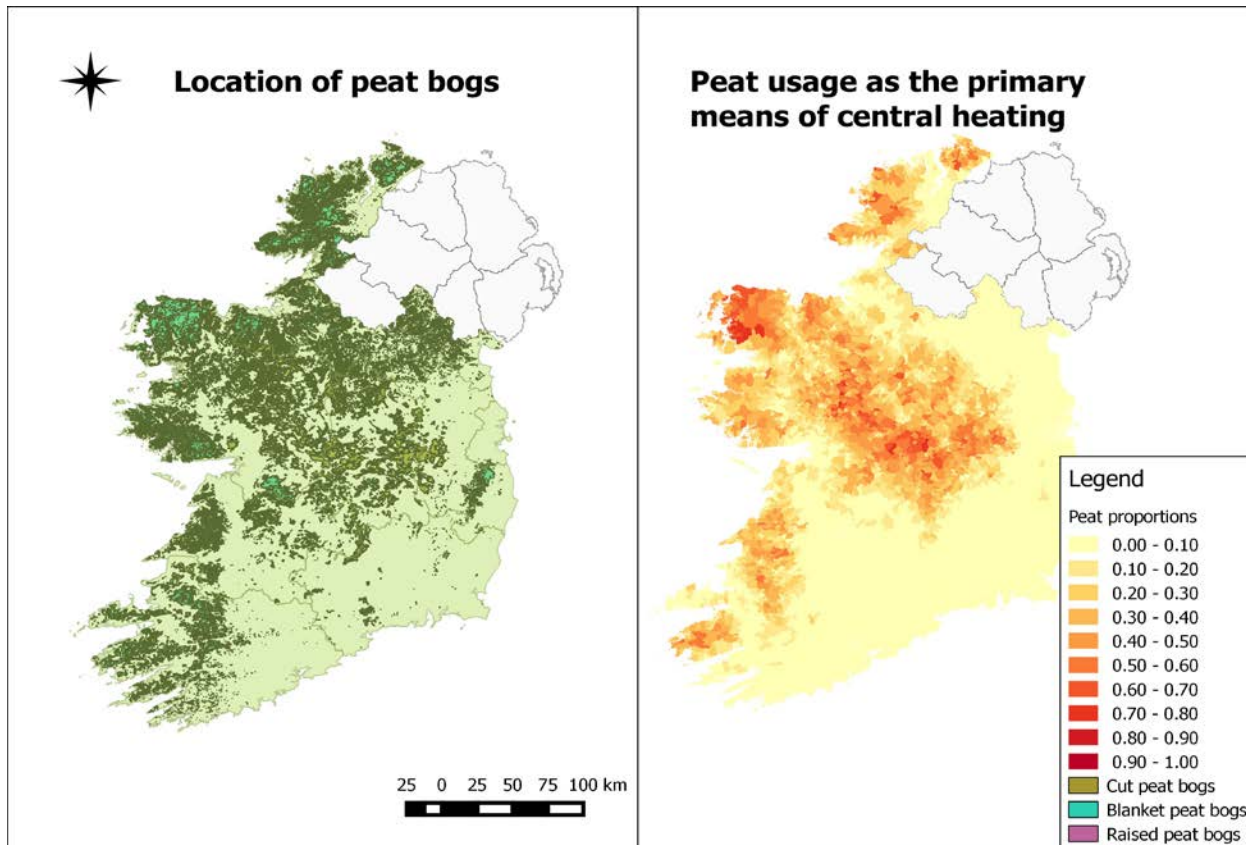 Location of peat bogs
Peat usage as the primary
means of central heating
25 0 25 50 75 100 km
Legend
Peat proportions
0.00 - 0.10
0.10 - 0.20
0.20 - 0.30
0.30 - 0.40
0.40 - 0.50
0.50 - 0.60
0.60 - 0.70
0.70 - 0.80
0.80 - 0.90
0.90 - 1.00
Cut peat bogs
Blanket peat bogs
Raised peat bogs